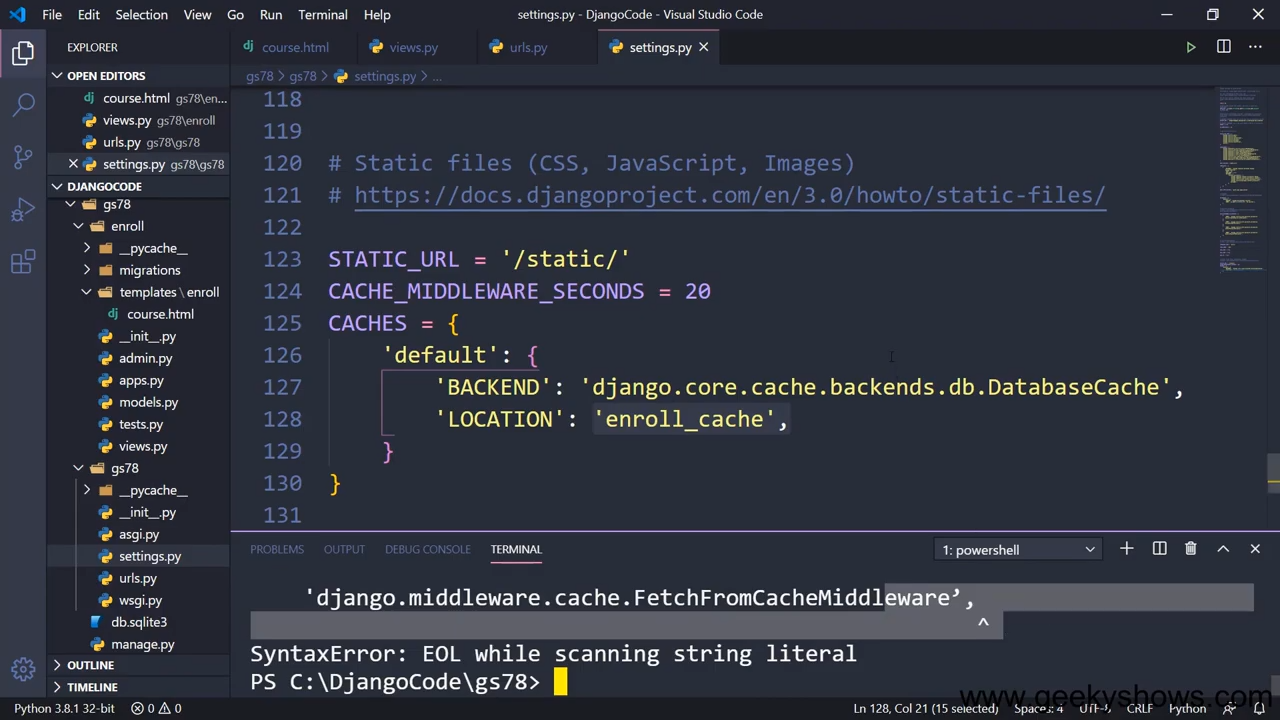 File Edit Selection View Go Run Terminal Help settings.py - DjangoCode - Visual Studio Code
EXPLORER
OPEN EDITORS
course.html gs78\en...
views.py gs78\enroll
urls.py gs78\gs78
settings.py gs78\gs78
DJANGOCODE
gs78
enroll
__pycache__
migrations
templates \ enroll
course.html
__init__.py
admin.py
apps.py
models.py
tests.py
views.py
gs78
__pycache__
__init__.py
asgi.py
settings.py
urls.py
wsgi.py
db.sqlite3
manage.py
OUTLINE
TIMELINE
course.html views.py urls.py settings.py
gs78 > gs78 > settings.py > ...
118
119
120 # Static files (CSS, JavaScript, Images)
121 # https://docs.djangoproject.com/en/3.0/howto/static-files/
122
123 STATIC_URL = '/static/'
124 CACHE_MIDDLEWARE_SECONDS = 20
125 CACHES = {
126 'default': {
127 'BACKEND': 'django.core.cache.backends.db.DatabaseCache',
128 'LOCATION': 'enroll_cache',
129 }
130 }
131
PROBLEMS OUTPUT DEBUG CONSOLE TERMINAL 1: powershell
'django.middleware.cache.FetchFromCacheMiddleware’,
^
SyntaxError: EOL while scanning string literal
PS C:\DjangoCode\gs78>
www.geekyshows.com
Python 3.8.1 32-bit 0 0 Ln 128, Col 21 (15 selected) Spaces: 4 UTF-8 CRLF Python